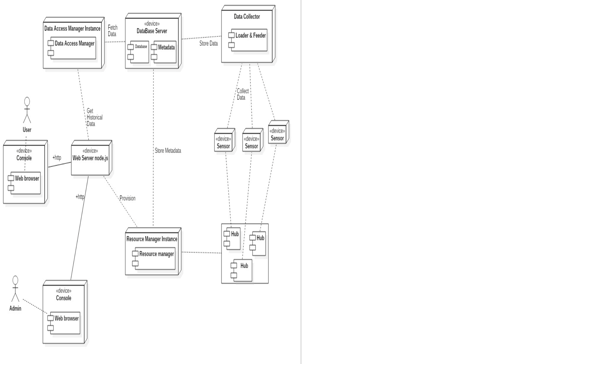 Data Collector
Loader & Feeder
«device»
DataBase Server
Database
Metadata
Data Access Manager Instance
Data Access Manager
Fetch
Data
Store Data
Collect
Data
Get
Historical
Data
User
«device»
Sensor
«device»
Sensor
«device»
Sensor
«device»
Console
Web browser
+http
Web Server node.js
Store Metadata
+http
Provision
Resource Manager Instance
Resource manager
Hub
Hub
Hub
Admin
«device»
Console
Web browser